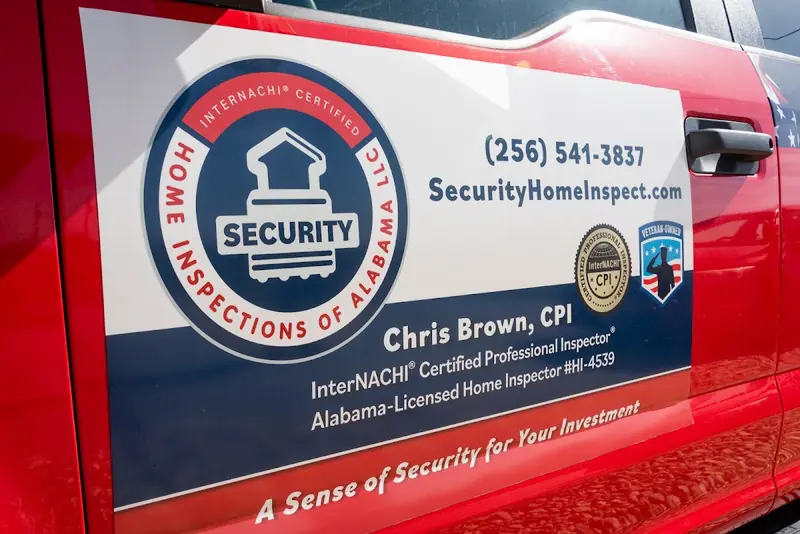 INTERNACHI® CERTIFIED
SECURITY
HOME INSPECTIONS OF ALABAMA LLC
(256) 541-3837
SecurityHomeInspect.com
CERTIFIED PROFESSIONAL INSPECTOR
InterNACHI
CPI
VETERAN-OWNED
Chris Brown, CPI
InterNACHI® Certified Professional Inspector®
Alabama-Licensed Home Inspector #HI-4539
A Sense of Security for Your Investment